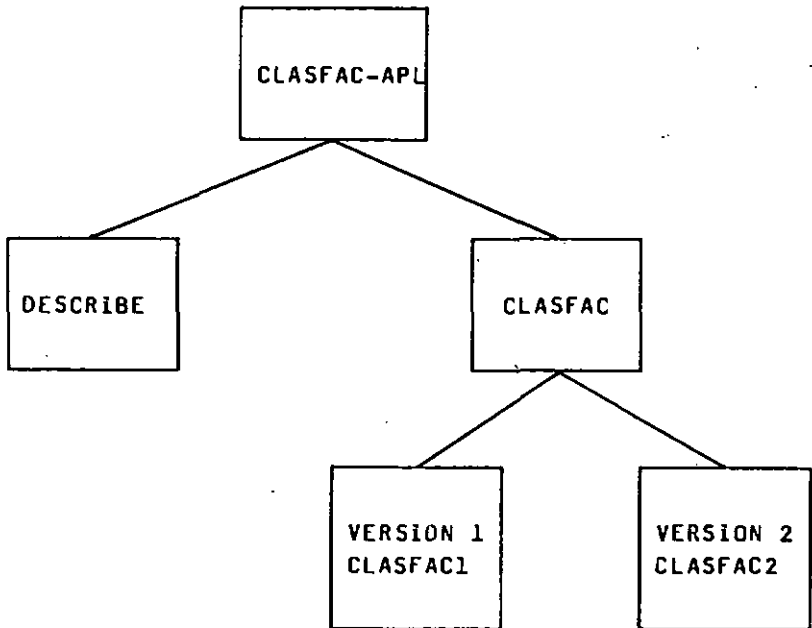 CLASFAC-APL
DESCRIBE
CLASFAC
VERSION 1
CLASFAC1
VERSION 2
CLASFAC2